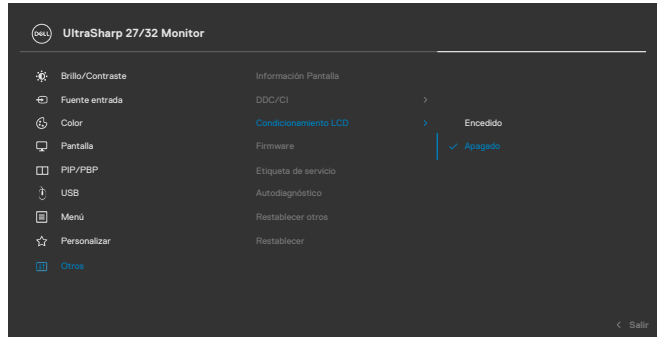 DELL UltraSharp 27/32 Monitor
Brillo/Contraste Información Pantalla
Fuente entrada DDC/CI
Color Condicionamiento LCD Encedido
Pantalla Firmware Apagado
PIP/PBP Etiqueta de servicio
USB Autodiagnóstico
Menú Restablecer otros
Personalizar Restablecer
Otros
Salir